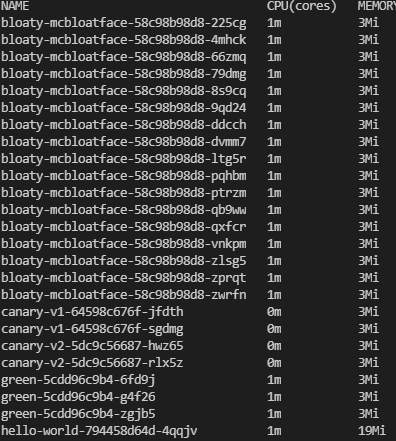 NAME CPU(cores) MEMORY
bloaty-mcbloatface-58c98b98d8-225cg 1m 3Mi
bloaty-mcbloatface-58c98b98d8-4mhck 1m 3Mi
bloaty-mcbloatface-58c98b98d8-66zmq 1m 3Mi
bloaty-mcbloatface-58c98b98d8-79dmg 1m 3Mi
bloaty-mcbloatface-58c98b98d8-8s9cq 1m 3Mi
bloaty-mcbloatface-58c98b98d8-9qd24 1m 3Mi
bloaty-mcbloatface-58c98b98d8-ddcch 1m 3Mi
bloaty-mcbloatface-58c98b98d8-dvmm7 1m 3Mi
bloaty-mcbloatface-58c98b98d8-ltg5r 1m 3Mi
bloaty-mcbloatface-58c98b98d8-pqhbm 1m 3Mi
bloaty-mcbloatface-58c98b98d8-ptrzm 1m 3Mi
bloaty-mcbloatface-58c98b98d8-qb9ww 1m 3Mi
bloaty-mcbloatface-58c98b98d8-qxfcr 1m 3Mi
bloaty-mcbloatface-58c98b98d8-vnkpm 1m 3Mi
bloaty-mcbloatface-58c98b98d8-zlsg5 1m 3Mi
bloaty-mcbloatface-58c98b98d8-zprqt 1m 3Mi
bloaty-mcbloatface-58c98b98d8-zwrfn 1m 3Mi
canary-v1-64598c676f-jfdth 0m 3Mi
canary-v1-64598c676f-sgdmg 0m 3Mi
canary-v2-5dc9c56687-hwz65 0m 3Mi
canary-v2-5dc9c56687-rlx5z 0m 3Mi
green-5cdd96c9b4-6fd9j 1m 3Mi
green-5cdd96c9b4-g4f26 1m 3Mi
green-5cdd96c9b4-zgjb5 1m 3Mi
hello-world-794458d64d-4qqjv 1m 19Mi